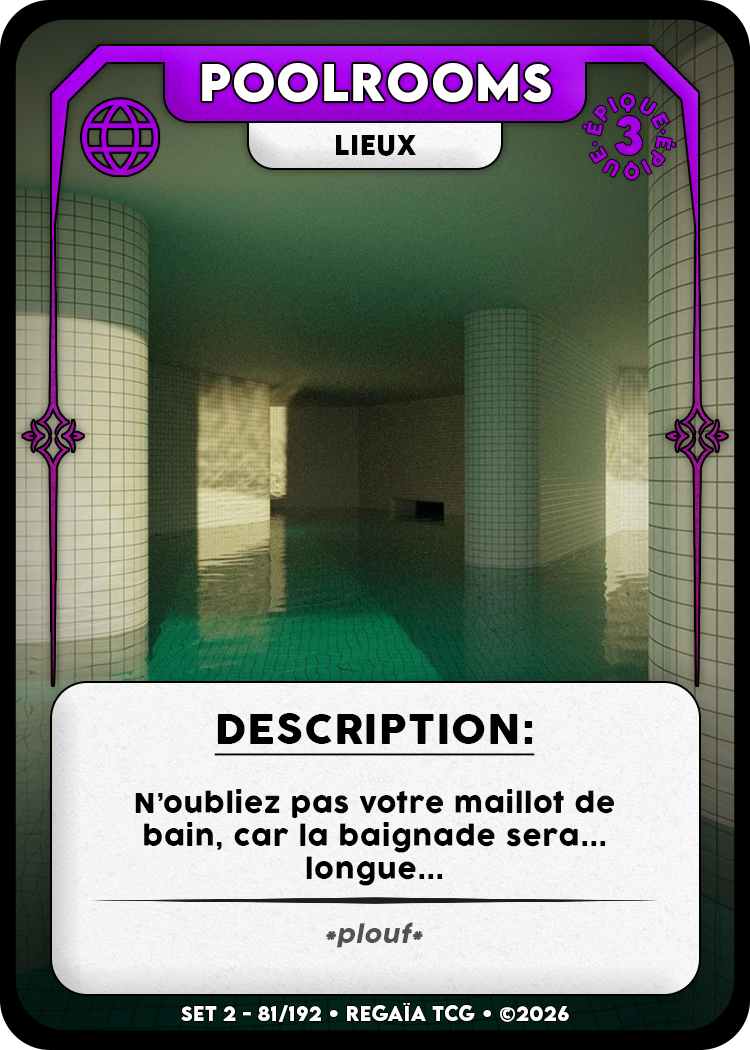 POOLROOMS
LIEUX
ÉPIQUE·ÉPIQUE·ÉPIQUE·
3
DESCRIPTION:
N'oubliez pas votre maillot de
bain, car la baignade sera...
longue...
*plouf*
SET 2 - 81/192 • REGAÏA TCG • ©2026